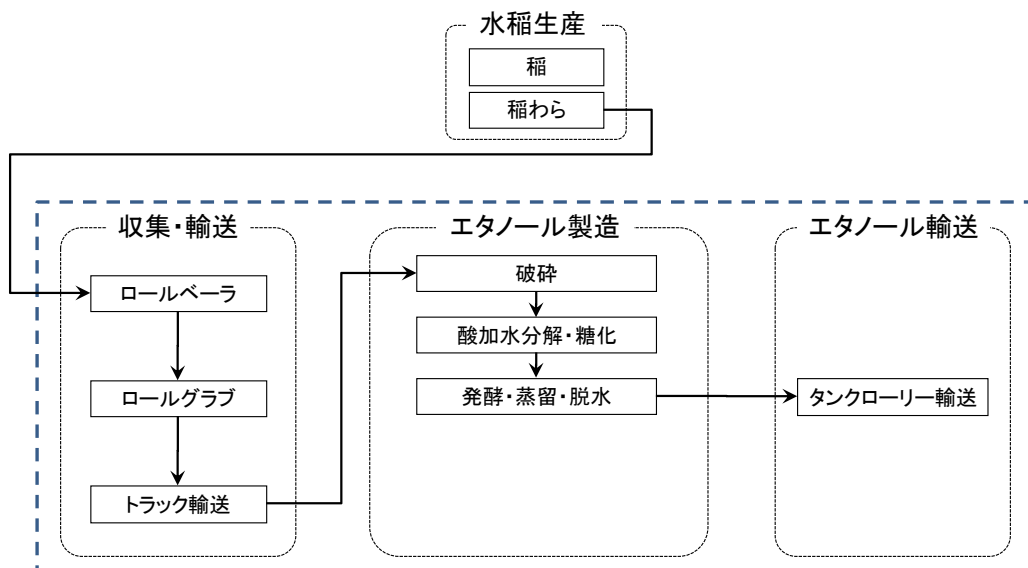 水稲生産
稲
稲わら
収集・輸送
ロールベーラ
ロールグラブ
トラック輸送
エタノール製造
破砕
酸加水分解・糖化
発酵・蒸留・脱水
エタノール輸送
タンクローリー輸送